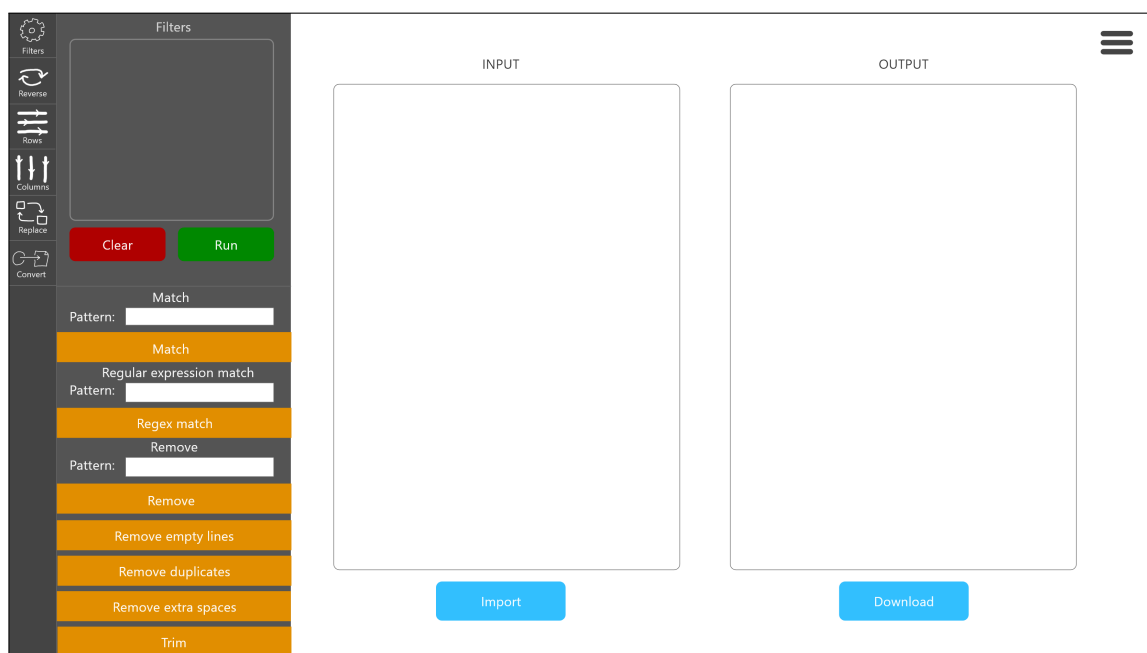 Filters
Reverse
Rows
Columns
Replace
Convert
Filters
Clear Run
Match
Pattern:
Match
Regular expression match
Pattern:
Regex match
Remove
Pattern:
Remove
Remove empty lines
Remove duplicates
Remove extra spaces
Trim
INPUT
Import
OUTPUT
Download